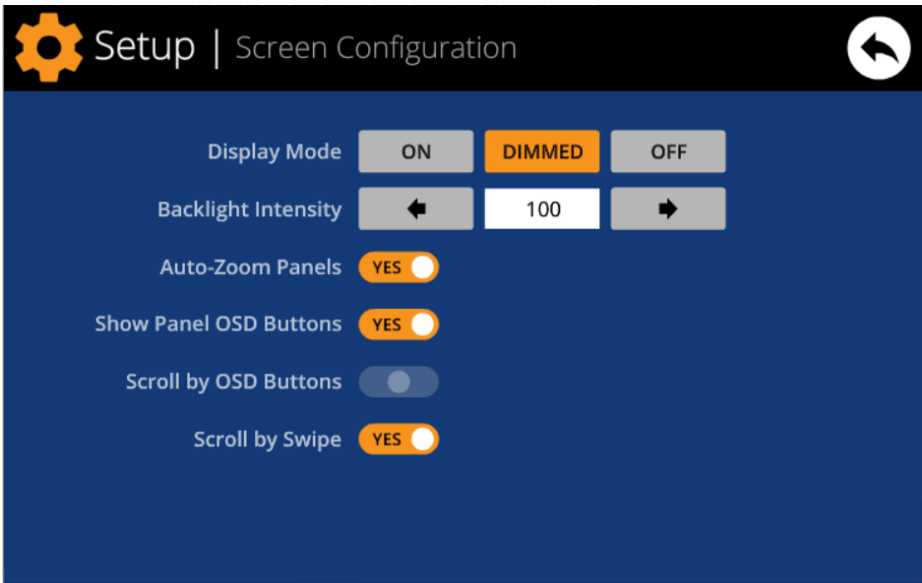 Setup | Screen Configuration
Display Mode ON DIMMED OFF
Backlight Intensity 100
Auto-Zoom Panels YES
Show Panel OSD Buttons YES
Scroll by OSD Buttons
Scroll by Swipe YES